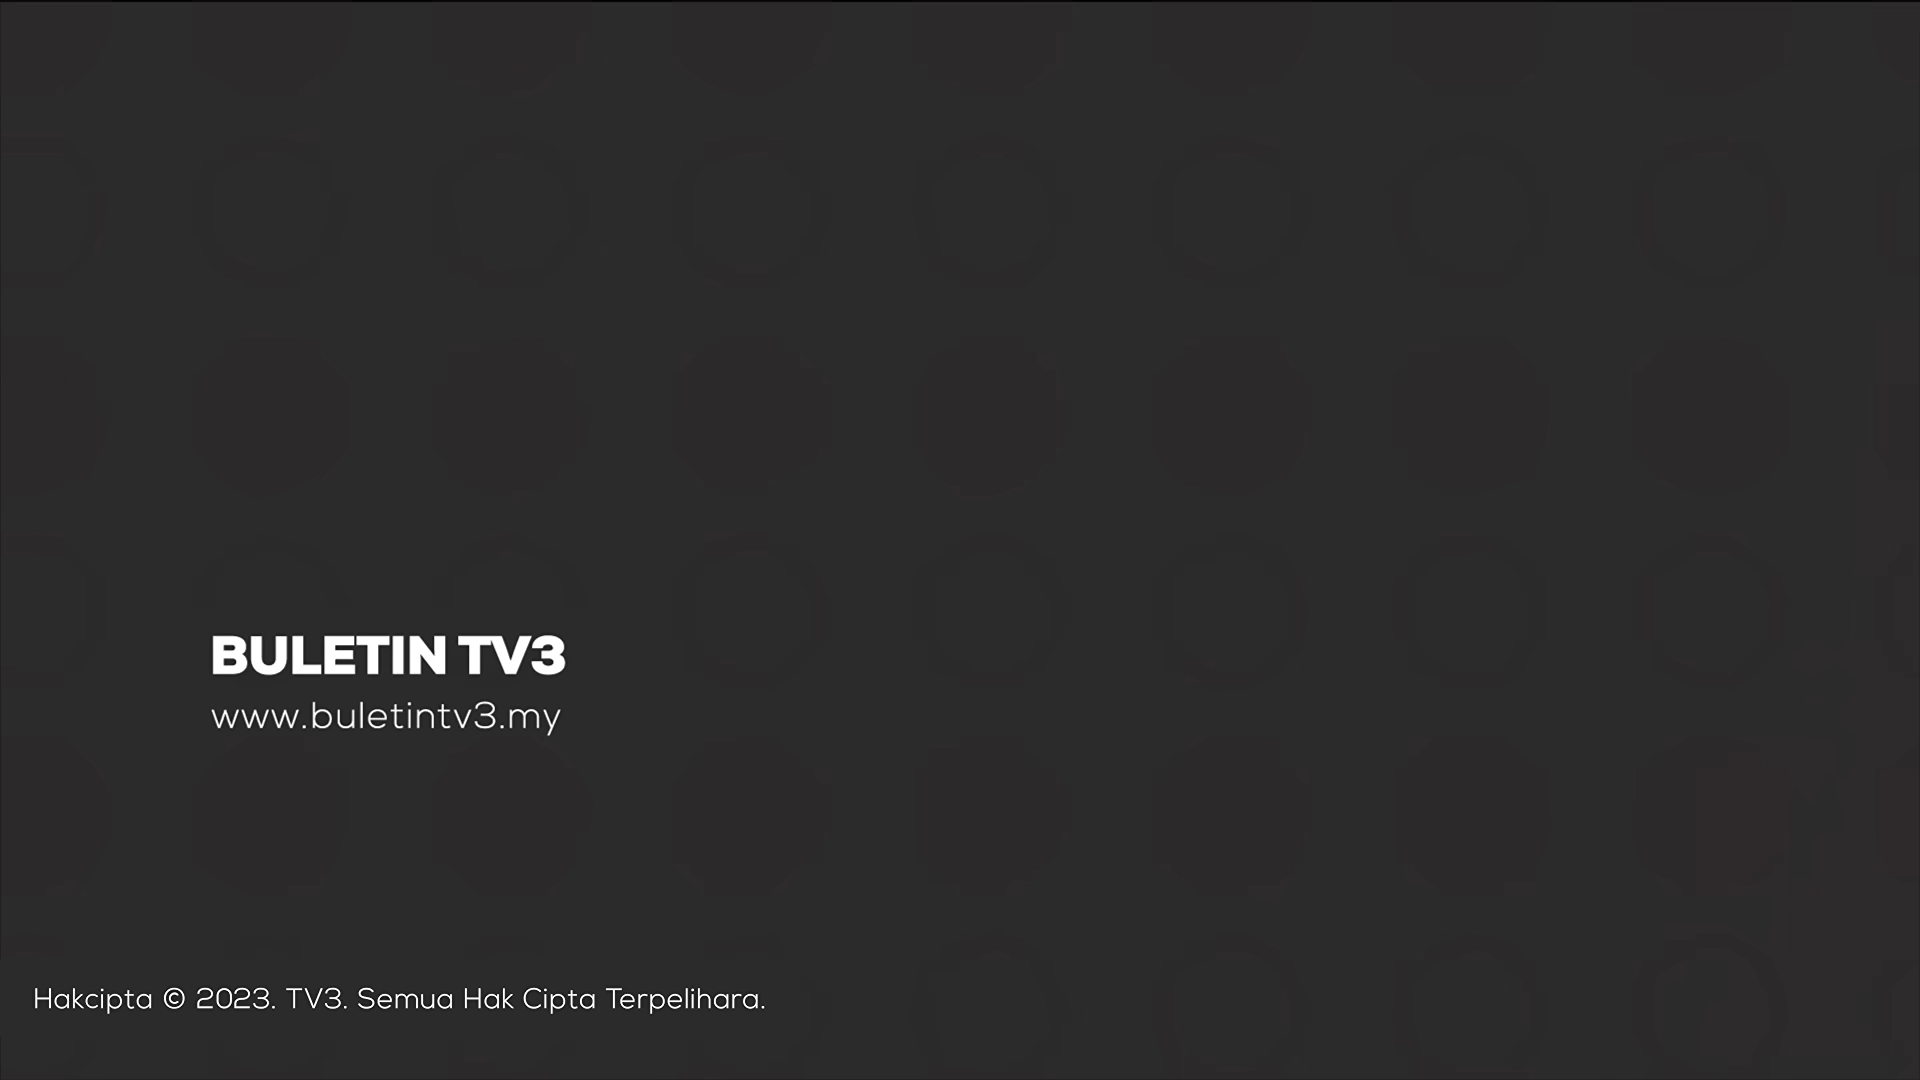 BULETIN TV3
www.buletintv3.my
Hakcipta © 2023. TV3. Semua Hak Cipta Terpelihara.